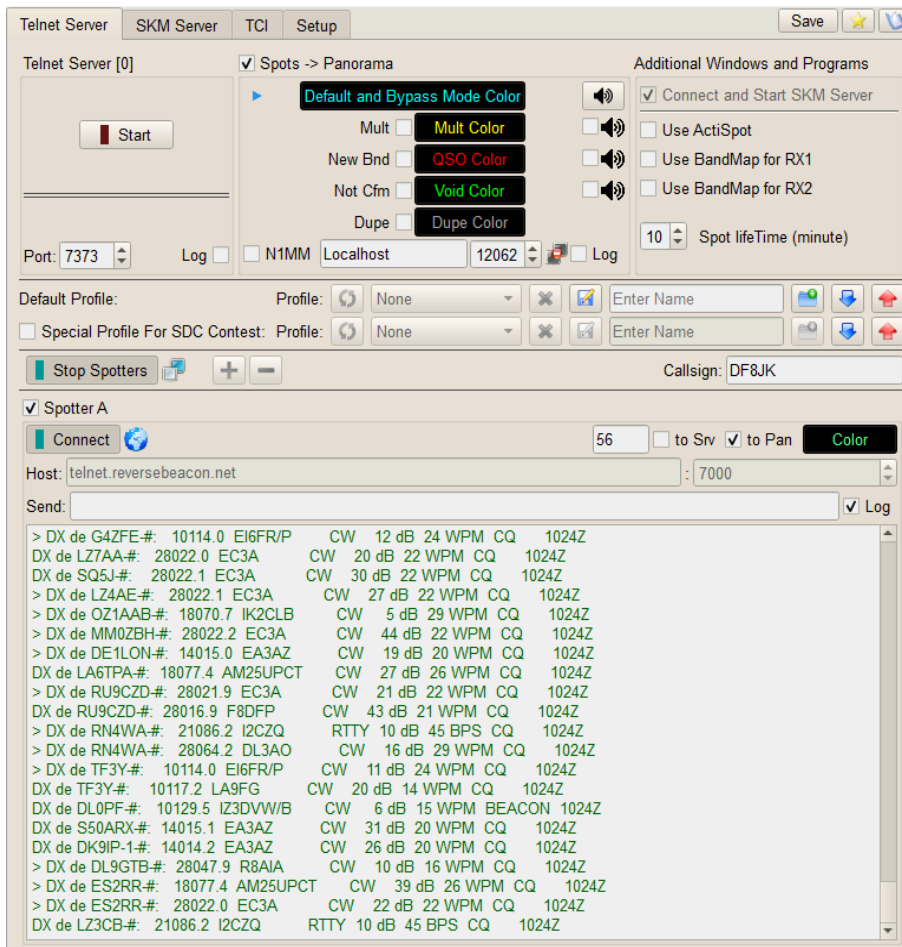 Telnet Server SKM Server TCI Setup Save
Telnet Server [0] Spots -> Panorama Additional Windows and Programs
Default and Bypass Mode Color Connect and Start SKM Server
Start Mult Mult Color Use ActiSpot
New Bnd QSO Color Use BandMap for RX1
Not Cfm Void Color Use BandMap for RX2
Dupe Dupe Color
10 Spot lifeTime (minute)
Port: 7373 Log N1MM Localhost 12062 Log
Default Profile: Profile: None Enter Name
Special Profile For SDC Contest: Profile: None Enter Name
Stop Spotters Callsign: DF8JK
Spotter A
Connect 56 to Srv to Pan Color
Host: telnet.reversebeacon.net : 7000
Send: Log
> DX de G4ZFE-#: 10114.0 EI6FR/P CW 12 dB 24 WPM CQ 1024Z
DX de LZ7AA-#: 28022.0 EC3A CW 20 dB 22 WPM CQ 1024Z
DX de SQ5J-#: 28022.1 EC3A CW 30 dB 22 WPM CQ 1024Z
> DX de LZ4AE-#: 28022.1 EC3A CW 27 dB 22 WPM CQ 1024Z
> DX de OZ1AAB-#: 18070.7 IK2CLB CW 5 dB 29 WPM CQ 1024Z
> DX de MM0ZBH-#: 28022.2 EC3A CW 44 dB 22 WPM CQ 1024Z
> DX de DE1LON-#: 14015.0 EA3AZ CW 19 dB 20 WPM CQ 1024Z
DX de LA6TPA-#: 18077.4 AM25UPCT CW 27 dB 26 WPM CQ 1024Z
> DX de RU9CZD-#: 28021.9 EC3A CW 21 dB 22 WPM CQ 1024Z
DX de RU9CZD-#: 28016.9 F8DFP CW 43 dB 21 WPM CQ 1024Z
> DX de RN4WA-#: 21086.2 I2CZQ RTTY 10 dB 45 BPS CQ 1024Z
> DX de RN4WA-#: 28064.2 DL3AO CW 16 dB 29 WPM CQ 1024Z
> DX de TF3Y-#: 10114.0 EI6FR/P CW 11 dB 24 WPM CQ 1024Z
DX de TF3Y-#: 10117.2 LA9FG CW 20 dB 14 WPM CQ 1024Z
DX de DL0PF-#: 10129.5 IZ3DVW/B CW 6 dB 15 WPM BEACON 1024Z
DX de S50ARX-#: 14015.1 EA3AZ CW 31 dB 20 WPM CQ 1024Z
DX de DK9IP-1-#: 14014.2 EA3AZ CW 26 dB 20 WPM CQ 1024Z
> DX de DL9GTB-#: 28047.9 R8AIA CW 10 dB 16 WPM CQ 1024Z
> DX de ES2RR-#: 18077.4 AM25UPCT CW 39 dB 26 WPM CQ 1024Z
> DX de ES2RR-#: 28022.0 EC3A CW 22 dB 22 WPM CQ 1024Z
DX de LZ3CB-#: 21086.2 I2CZQ RTTY 10 dB 45 BPS CQ 1024Z